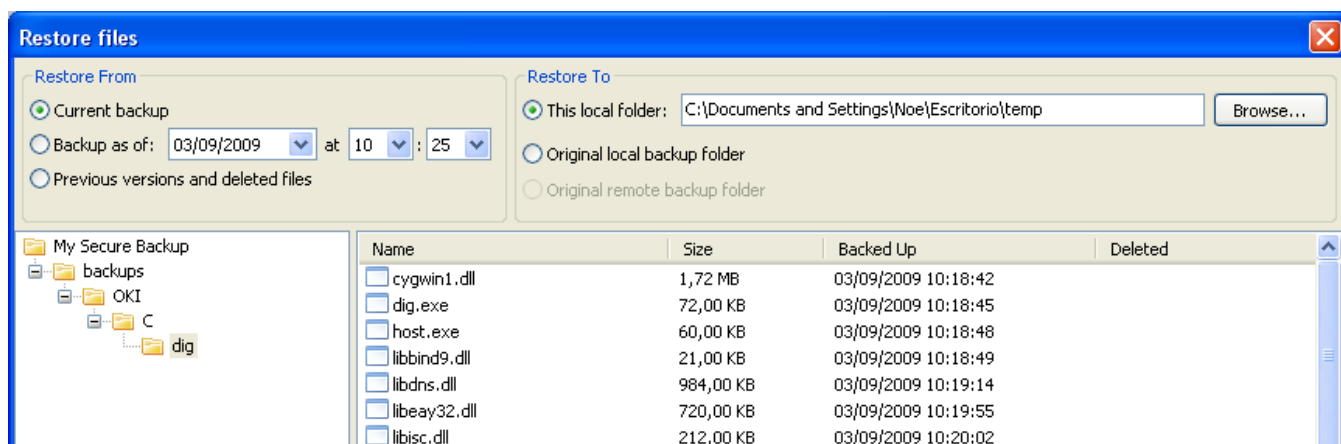 Restore files
Restore From
Current backup
Backup as of: 03/09/2009 at 10 : 25
Previous versions and deleted files
Restore To
This local folder: C:\Documents and Settings\Noe\Escritorio\temp Browse...
Original local backup folder
Original remote backup folder
My Secure Backup
backups
OKI
C
dig
Name Size Backed Up Deleted
cygwin1.dll 1,72 MB 03/09/2009 10:18:42
dig.exe 72,00 KB 03/09/2009 10:18:45
host.exe 60,00 KB 03/09/2009 10:18:48
libbind9.dll 21,00 KB 03/09/2009 10:18:49
libdns.dll 984,00 KB 03/09/2009 10:19:14
libeay32.dll 720,00 KB 03/09/2009 10:19:55
libisc.dll 212,00 KB 03/09/2009 10:20:02